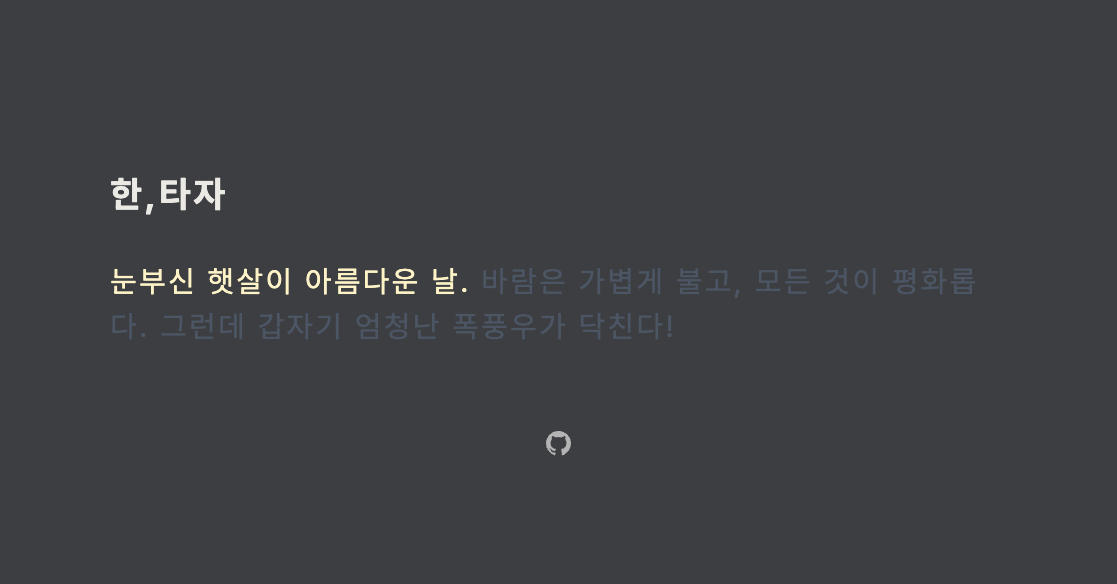 한,타자
눈부신 햇살이 아름다운 날. 바람은 가볍게 불고, 모든 것이 평화롭
다. 그런데 갑자기 엄청난 폭풍우가 닥친다!